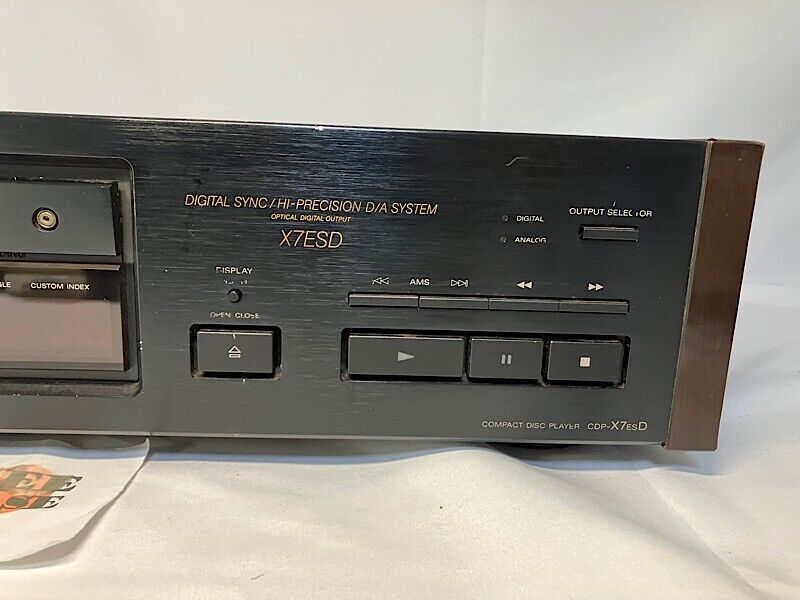 DIGITAL SYNC/HI-PRECISION D/A SYSTEM
OPTICAL DIGITAL OUTPUT
X7ESD
DIGITAL
ANALOG
OUTPUT SELECTOR
DISPLAY
AMS
CUSTOM INDEX
OPEN/CLOSE
COMPACT DISC PLAYER CDP-X7ESD